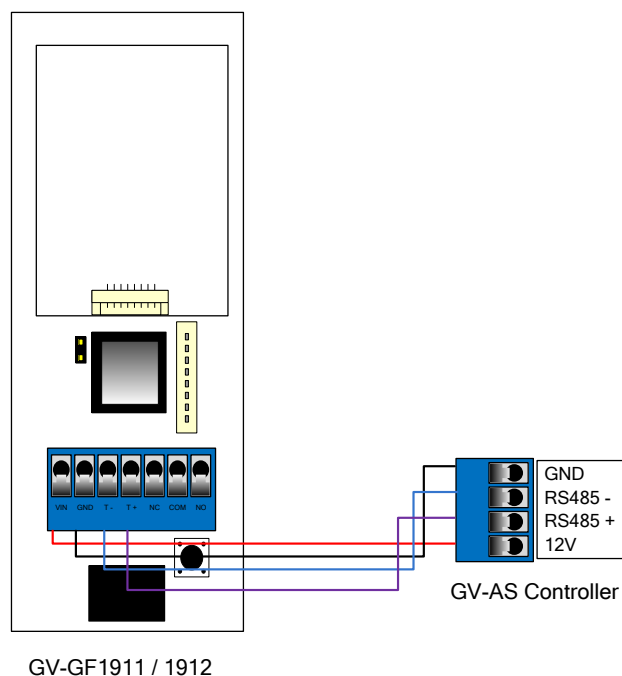 VIN GND T - T + NC COM NO
GND
RS485 -
RS485 +
12V
GV-AS Controller
GV-GF1911 / 1912